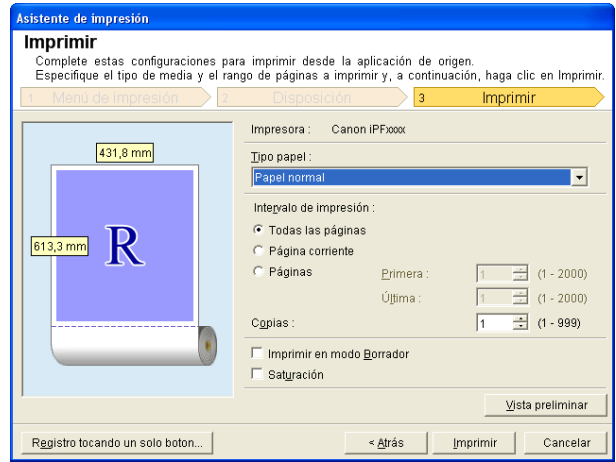 Asistente de impresión
Imprimir
Complete estas configuraciones para imprimir desde la aplicación de origen.
Especifique el tipo de media y el rango de páginas a imprimir y, a continuación, haga clic en Imprimir.
1 Menú de impresión 2 Disposición 3 Imprimir
Impresora : Canon iPFxxxx
431,8 mm
Tipo papel :
Papel normal
Intervalo de impresión :
Todas las páginas
613,3 mm
R
Página corriente
Páginas Primera : 1 (1 - 2000)
Última : 1 (1 - 2000)
Copias : 1 (1 - 999)
Imprimir en modo Borrador
Saturación
Vista preliminar
Registro tocando un solo boton... < Atrás Imprimir Cancelar